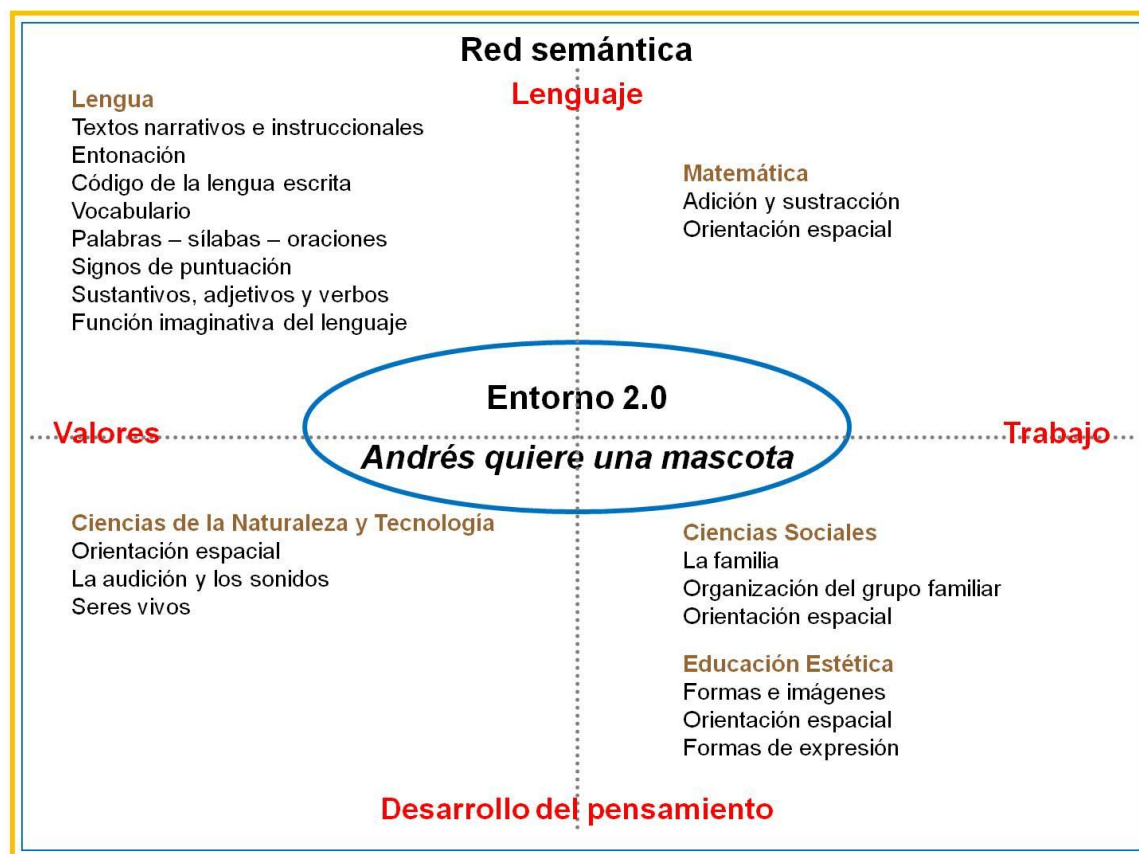 Red semántica
Lenguaje
Lengua
Textos narrativos e instruccionales
Entonación
Código de la lengua escrita
Vocabulario
Palabras – sílabas – oraciones
Signos de puntuación
Sustantivos, adjetivos y verbos
Función imaginativa del lenguaje
Matemática
Adición y sustracción
Orientación espacial
Entorno 2.0
Valores
Trabajo
Andrés quiere una mascota
Ciencias de la Naturaleza y Tecnología
Orientación espacial
La audición y los sonidos
Seres vivos
Ciencias Sociales
La familia
Organización del grupo familiar
Orientación espacial
Educación Estética
Formas e imágenes
Orientación espacial
Formas de expresión
Desarrollo del pensamiento